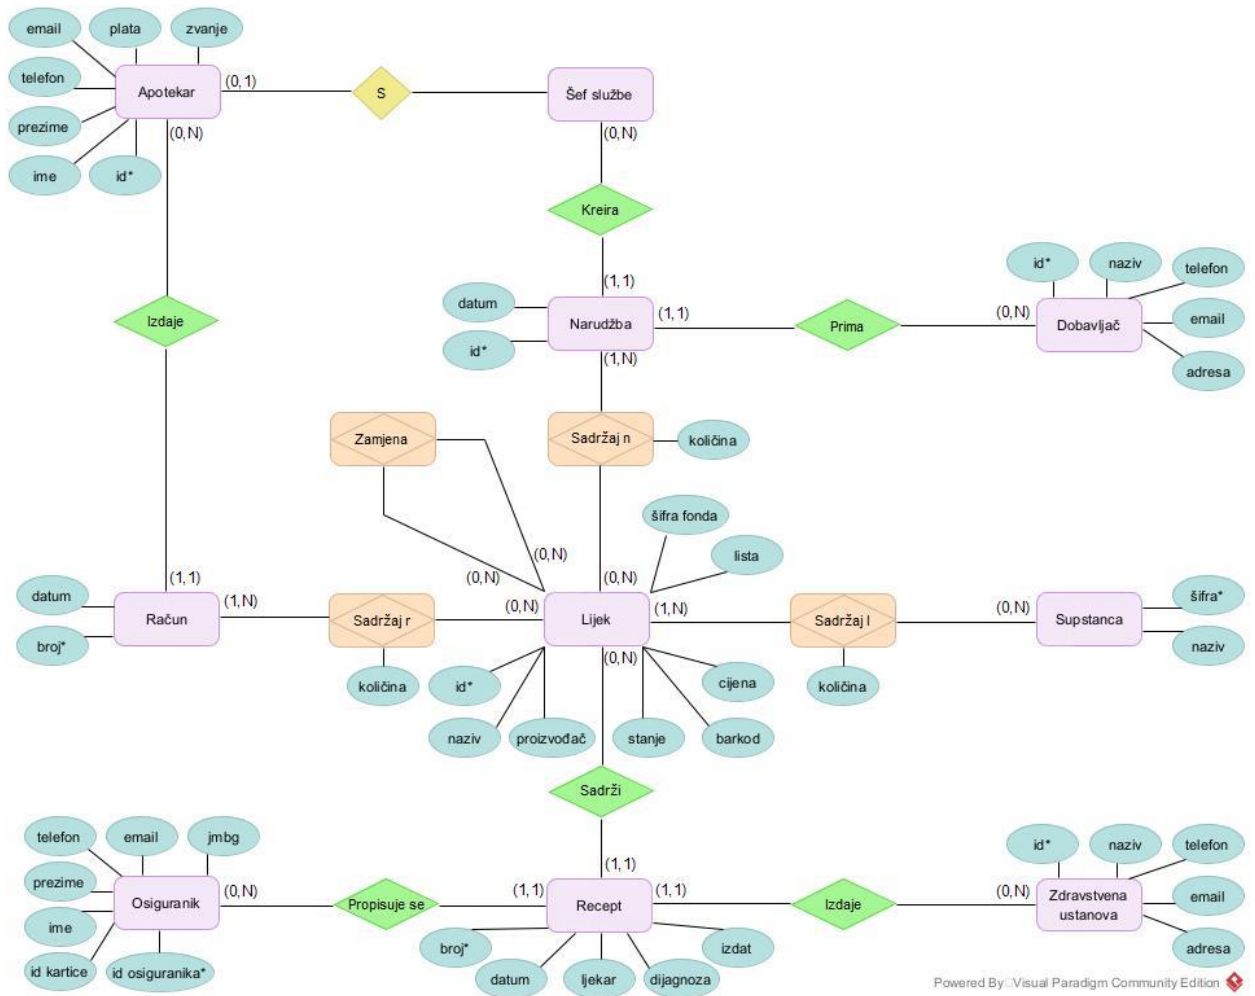 email
plata
zvanje
telefon
Apotekar
(0,1)
S
Šef službe
prezime
(0,N)
(0,N)
ime
id*
Kreira
id*
naziv
telefon
(1,1)
datum
Narudžba
(1,1)
Prima
(0,N)
Dobavljač
email
Izdaje
id*
(1,N)
adresa
Zamjena
Sadržaj n
količina
šifra fonda
(0,N)
lista
(0,N)
(0,N)
(1,1)
datum
Račun
(1,N)
Sadržaj r
(0,N)
Lijek
(1,N)
Sadržaj l
(0,N)
Supstanca
šifra*
broj*
naziv
(0,N)
količina
id*
cijena
količina
naziv
proizvođač
stanje
barkod
Sadrži
telefon
email
jmbg
id*
naziv
telefon
(1,1)
prezime
Osiguranik
(0,N)
Propisuje se
(1,1)
Recept
(1,1)
Izdaje
(0,N)
Zdravstvena
ustanova
email
ime
broj*
izdat
adresa
id kartice
id osiguranika*
datum
ljekar
dijagnoza
Powered By Visual Paradigm Community Edition